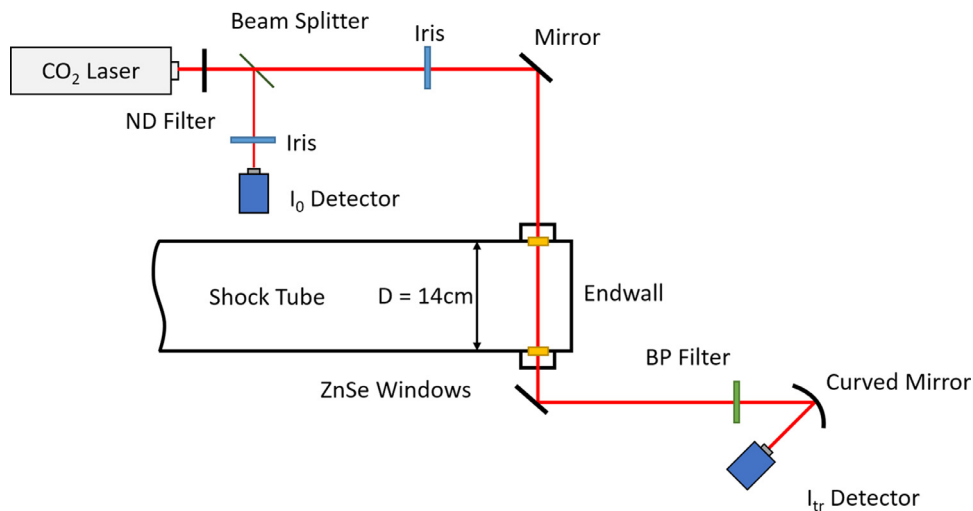 Beam Splitter
Iris
Mirror
CO₂ Laser
ND Filter
Iris
I₀ Detector
Shock Tube
D = 14cm
Endwall
ZnSe Windows
BP Filter
Curved Mirror
Iₜᵣ Detector